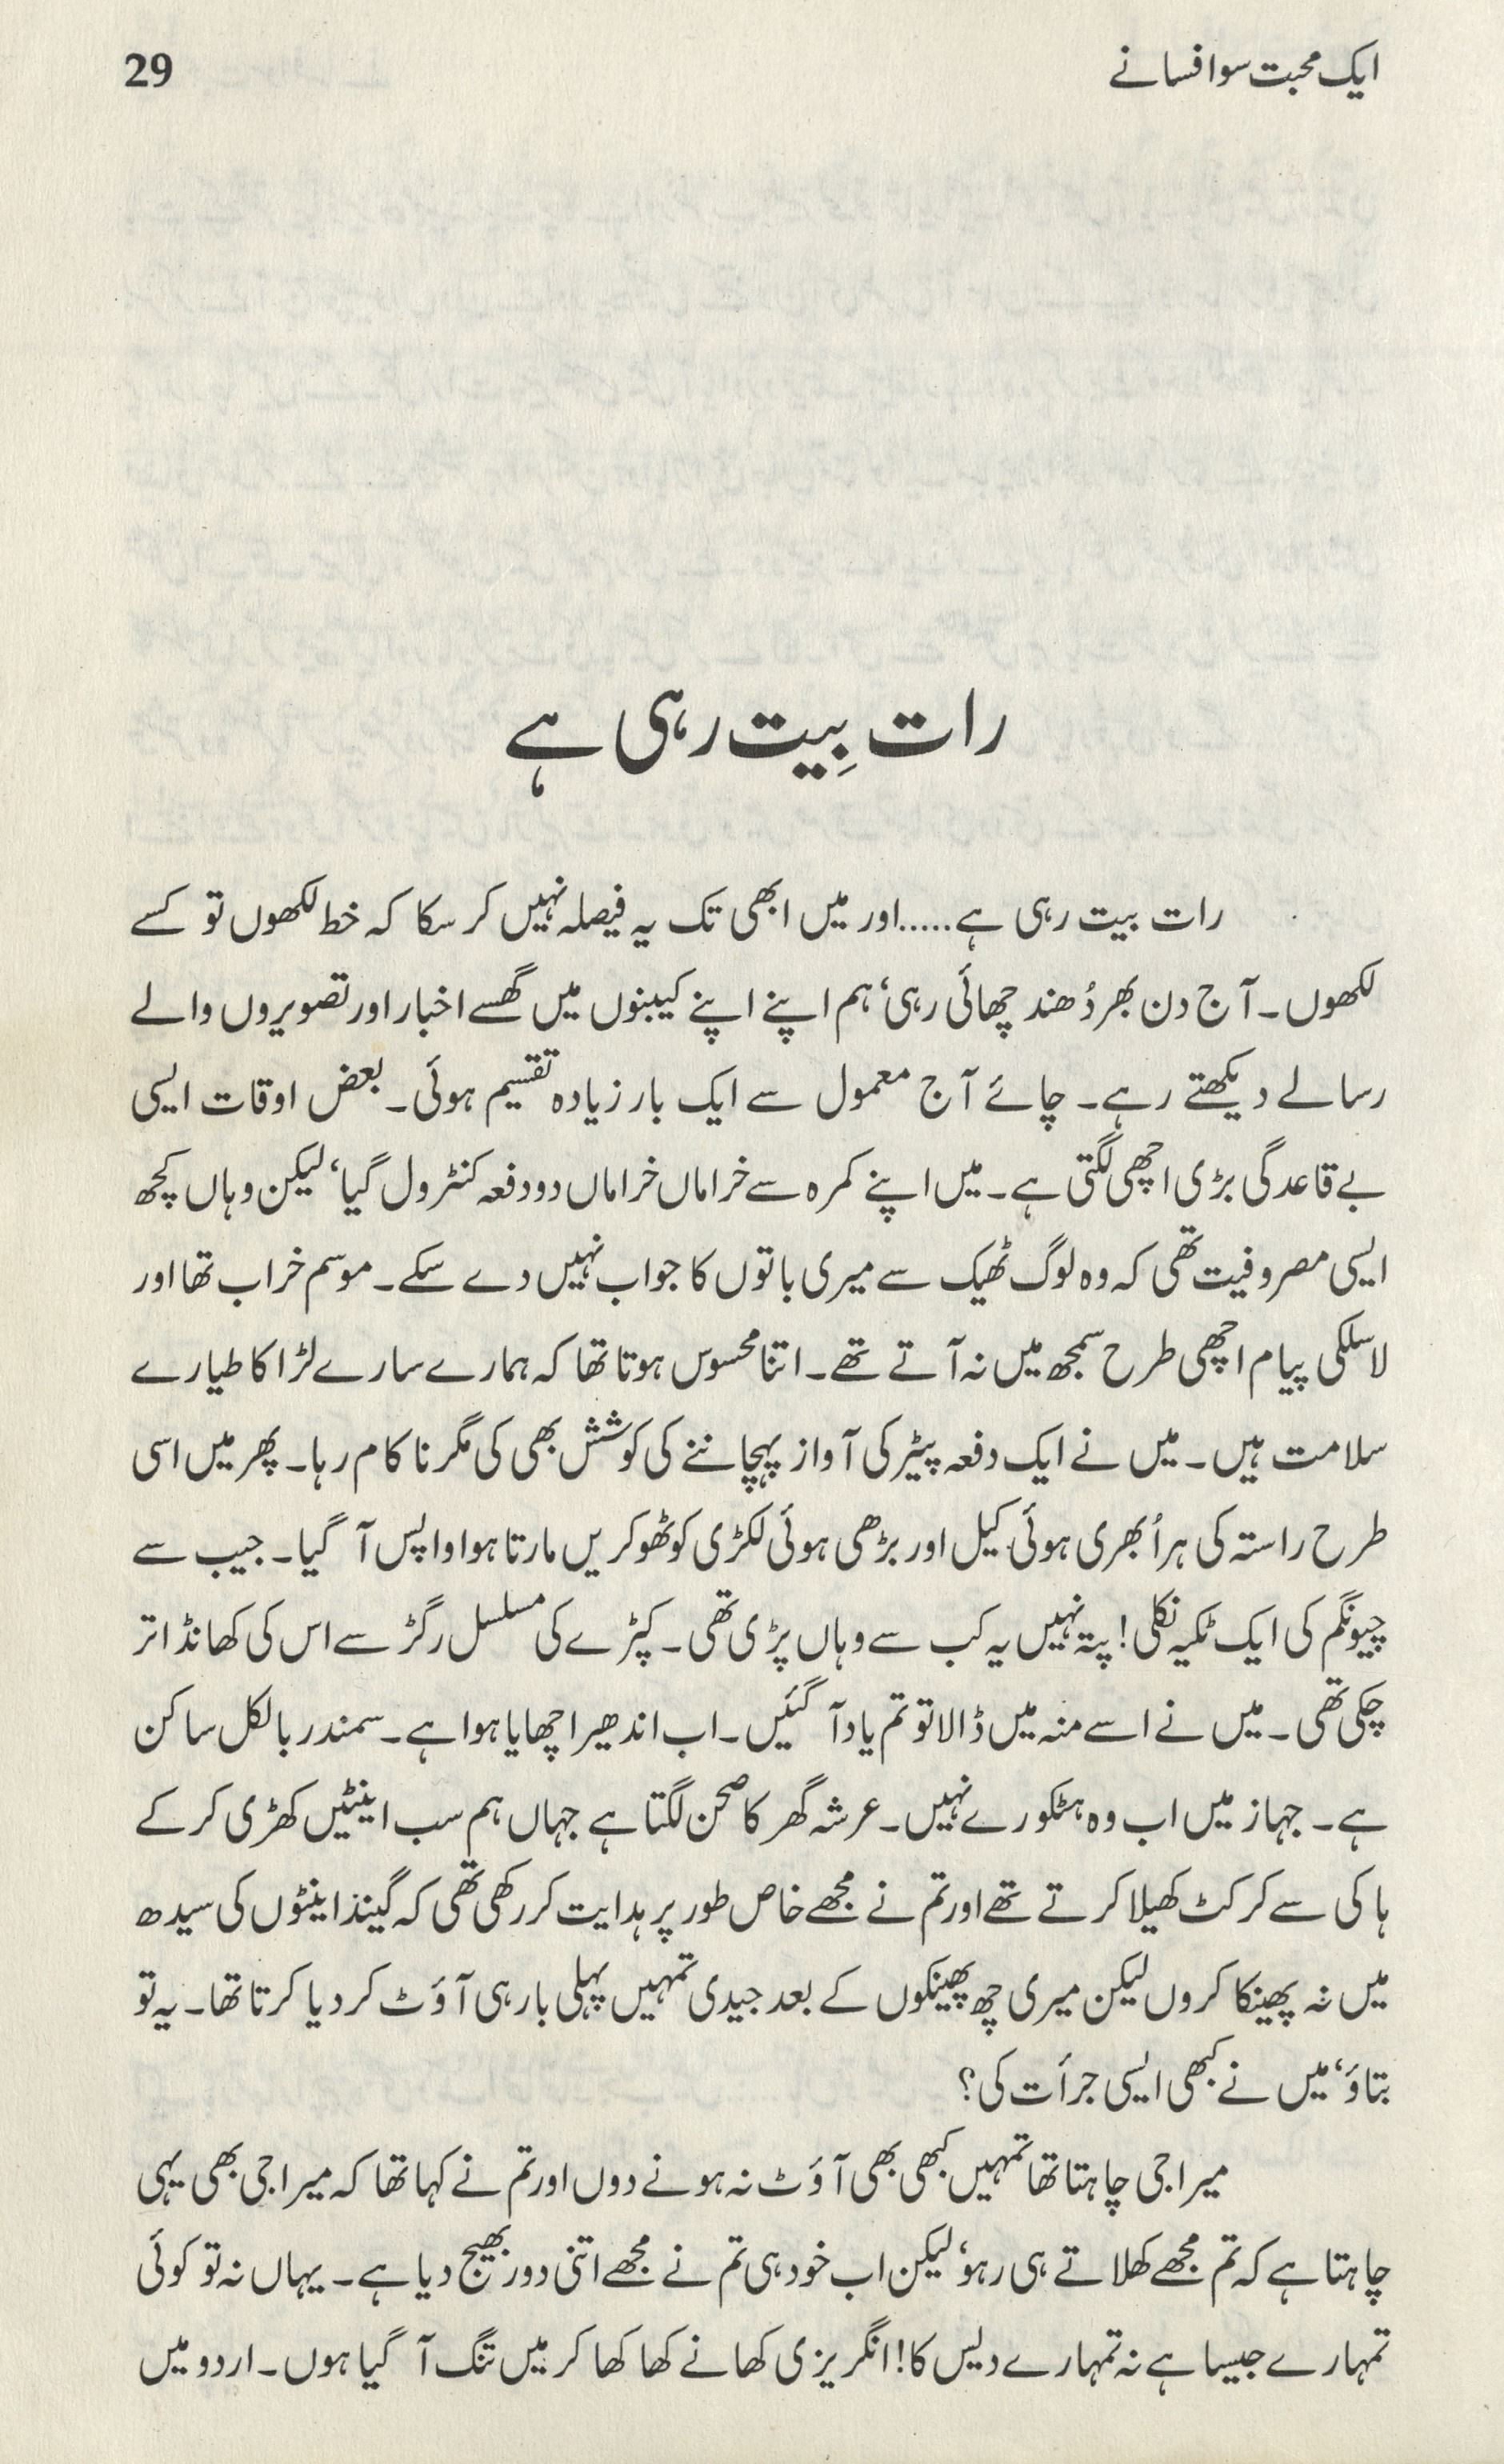 ایک محبت سو افسانے 29
رات بِیت رہی ہے
رات بیت رہی ہے.....اور میں ابھی تک یہ فیصلہ نہیں کر سکا کہ خط لکھوں تو کسے
لکھوں۔ آج دن بھر دُھند چھائی رہی‘ ہم اپنے اپنے کیبنوں میں گھسے اخبار اور تصویروں والے
رسالے دیکھتے رہے۔ چائے آج معمول سے ایک بار زیادہ تقسیم ہوئی۔ بعض اوقات ایسی
بے قاعدگی بڑی اچھی لگتی ہے۔ میں اپنے کمرہ سے خراماں خراماں دو دفعہ کنٹرول گیا‘ لیکن وہاں کچھ
ایسی مصروفیت تھی کہ وہ لوگ ٹھیک سے میری باتوں کا جواب نہیں دے سکے۔ موسم خراب تھا اور
لاسلکی پیام اچھی طرح سمجھ میں نہ آتے تھے۔ اتنا محسوس ہوتا تھا کہ ہمارے سارے لڑاکا طیارے
سلامت ہیں۔ میں نے ایک دفعہ پیٹر کی آواز پہچاننے کی کوشش بھی کی مگر ناکام رہا۔ پھر میں اسی
طرح راستہ کی ہر اُبھری ہوئی کیل اور بڑھی ہوئی لکڑی کو ٹھوکریں مارتا ہوا واپس آ گیا۔ جیب سے
چیونگم کی ایک ٹکیہ نکلی! پتہ نہیں یہ کب سے وہاں پڑی تھی۔ کپڑے کی مسلسل رگڑ سے اس کی کھانڈ اتر
چکی تھی۔ میں نے اسے منہ میں ڈالا تو تم یاد آ گئیں۔ اب اندھیرا چھایا ہوا ہے۔ سمندر بالکل ساکن
ہے۔ جہاز میں اب وہ ہٹکورے نہیں۔ عرشہ گھر کا صحن لگتا ہے جہاں ہم سب اینٹیں کھڑی کر کے
ہاکی سے کرکٹ کھیلا کرتے تھے اور تم نے مجھے خاص طور پر ہدایت کر رکھی تھی کہ گیند اینٹوں کی سیدھ
میں نہ پھینکا کروں لیکن میری چھ پھینکوں کے بعد جیدی تمہیں پہلی بار ہی آؤٹ کر دیا کرتا تھا۔ یہ تو
بتاؤ‘ میں نے کبھی ایسی جرأت کی؟
میرا جی چاہتا تھا تمہیں کبھی بھی آؤٹ نہ ہونے دوں اور تم نے کہا تھا کہ میرا جی بھی یہی
چاہتا ہے کہ تم مجھے کھلاتے ہی رہو‘ لیکن اب خود ہی تم نے مجھے اتنی دور بھیج دیا ہے۔ یہاں نہ تو کوئی
تمہارے جیسا ہے نہ تمہارے دیس کا! انگریزی کھانے کھا کھا کر میں تنگ آ گیا ہوں۔ اردو میں